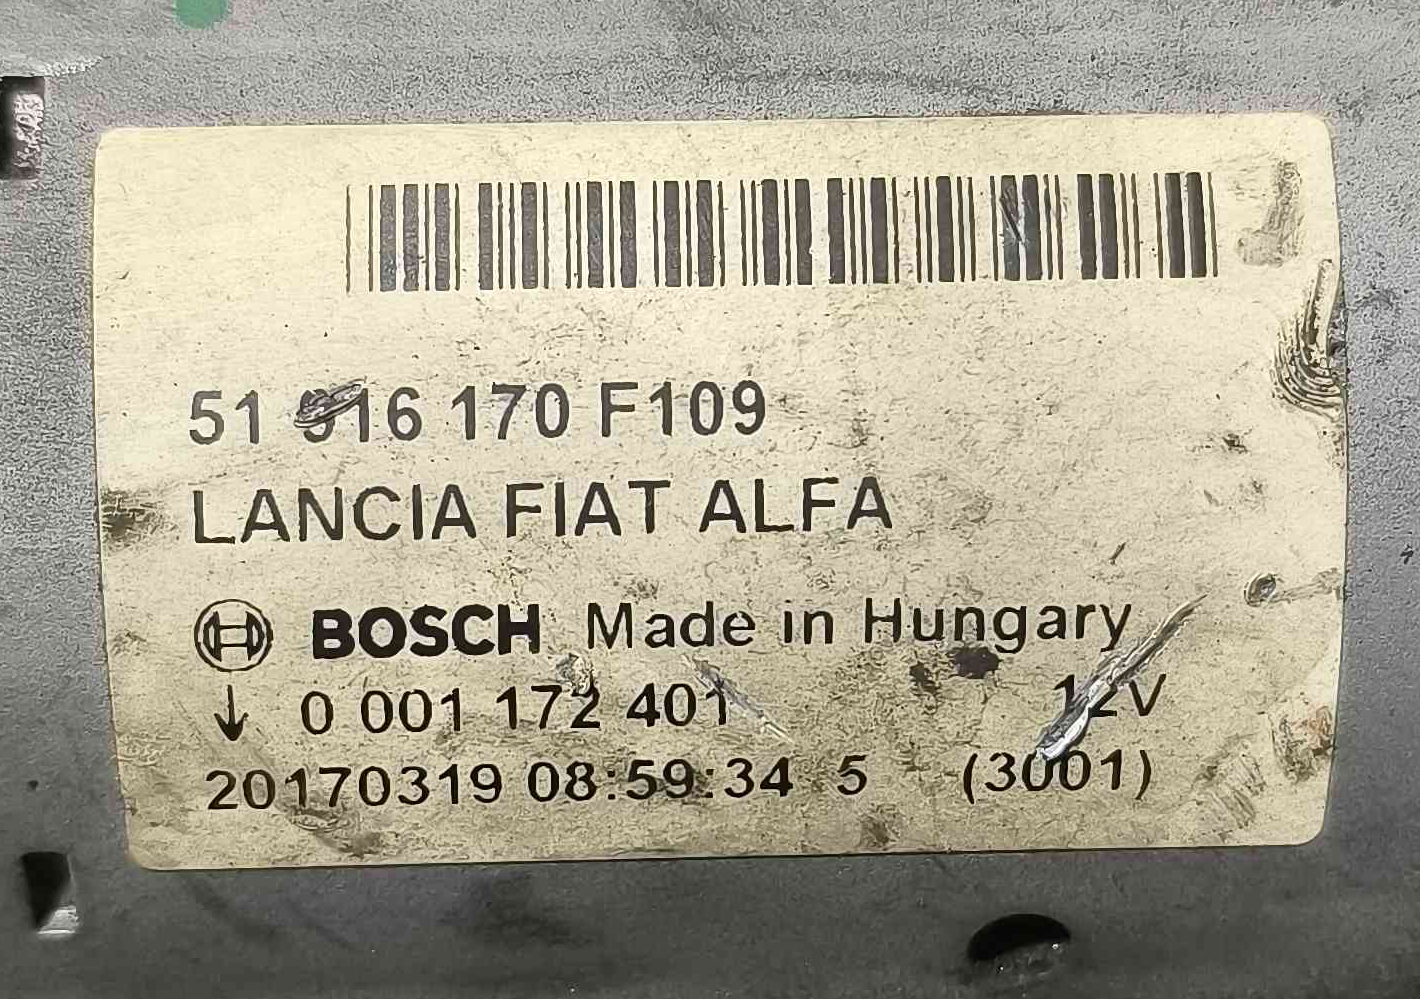 51 916 170 F109
LANCIA FIAT ALFA
BOSCH Made in Hungary
↓ 0 001 172 401 12V
20170319 08:59:34 5 (3001)